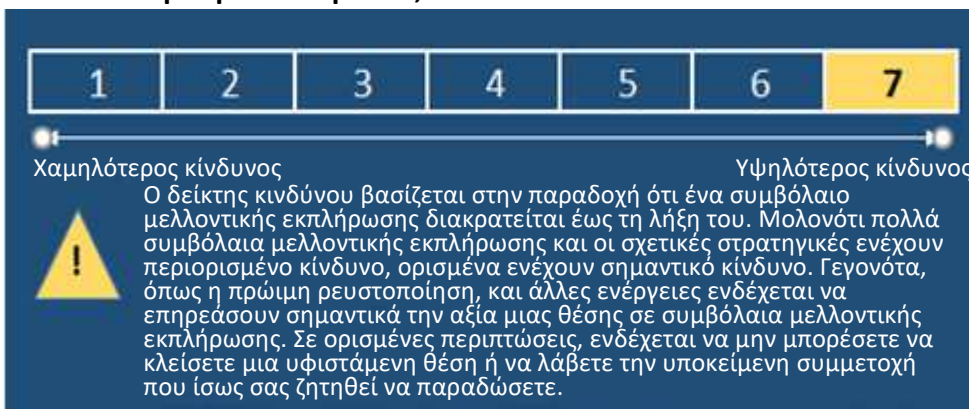 1 2 3 4 5 6 7
Χαμηλότερος κίνδυνος Υψηλότερος κίνδυνος
Ο δείκτης κινδύνου βασίζεται στην παραδοχή ότι ένα συμβόλαιο
μελλοντικής εκπλήρωσης διακρατείται έως τη λήξη του. Μολονότι πολλά
συμβόλαια μελλοντικής εκπλήρωσης και οι σχετικές στρατηγικές ενέχουν
περιορισμένο κίνδυνο, ορισμένα ενέχουν σημαντικό κίνδυνο. Γεγονότα,
όπως η πρώιμη ρευστοποίηση, και άλλες ενέργειες ενδέχεται να
επηρεάσουν σημαντικά την αξία μιας θέσης σε συμβόλαια μελλοντικής
εκπλήρωσης. Σε ορισμένες περιπτώσεις, ενδέχεται να μην μπορέσετε να
κλείσετε μια υφιστάμενη θέση ή να λάβετε την υποκείμενη συμμετοχή
που ίσως σας ζητηθεί να παραδώσετε.
!